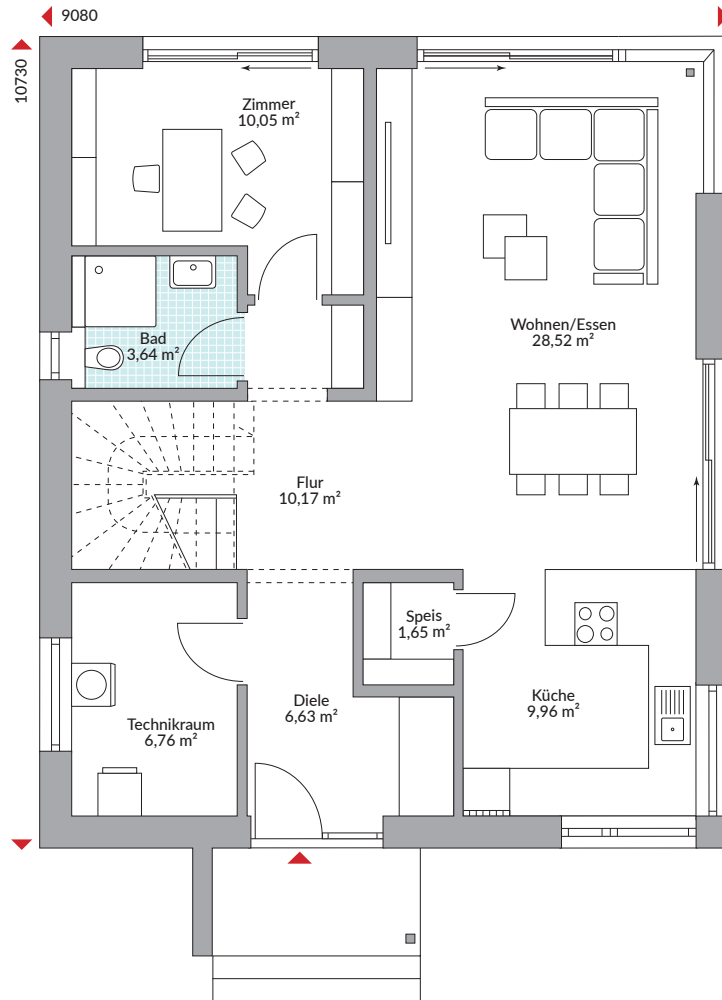 9080
10730
Zimmer
10,05 m²
Bad
3,64 m²
Wohnen/Essen
28,52 m²
Flur
10,17 m²
Speis
1,65 m²
Diele
6,63 m²
Küche
9,96 m²
Technikraum
6,76 m²